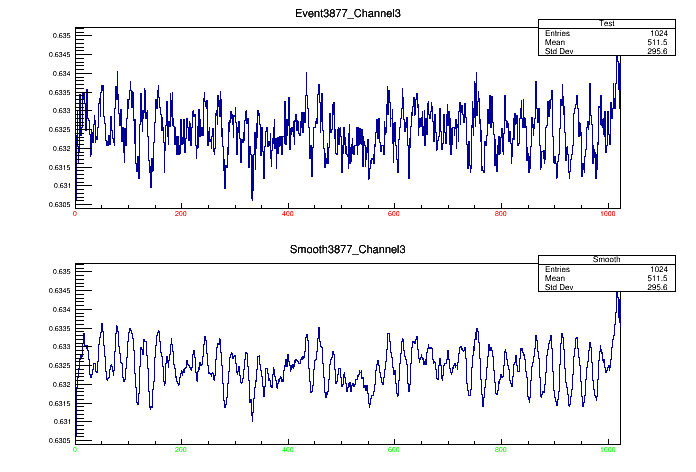 Event3877_Channel3
Test
Entries 1024
Mean 511.5
Std Dev 295.6
0.635
0.6345
0.634
0.6335
0.633
0.6325
0.632
0.6315
0.631
0.6305
0 200 400 600 800 1000
Smooth3877_Channel3
Smooth
Entries 1024
Mean 511.5
Std Dev 295.6
0.635
0.6345
0.634
0.6335
0.633
0.6325
0.632
0.6315
0.631
0.6305
0 200 400 600 800 1000